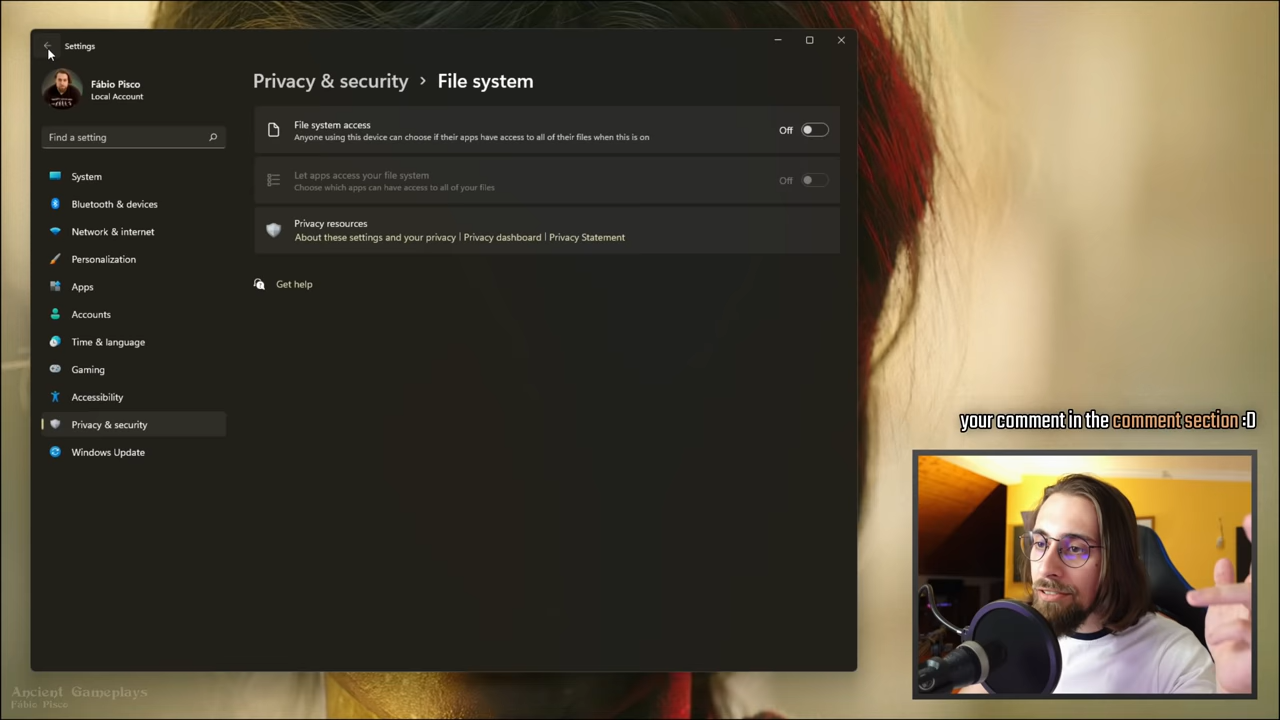 Settings
Fábio Pisco
Local Account
Find a setting
System
Bluetooth & devices
Network & internet
Personalization
Apps
Accounts
Time & language
Gaming
Accessibility
Privacy & security
Windows Update
Privacy & security › File system
File system access
Anyone using this device can choose if their apps have access to all of their files when this is on
Off
Let apps access your file system
Choose which apps can have access to all of your files
Off
Privacy resources
About these settings and your privacy | Privacy dashboard | Privacy Statement
Get help
your comment in the comment section :D
Ancient Gameplays
Fábio Pisco